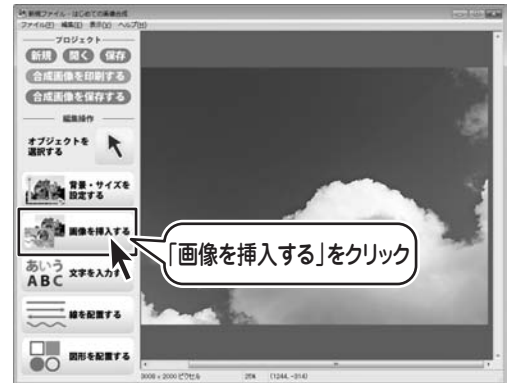 新規ファイル - はじめての画像合成
ファイル(F) 編集(E) 表示(V) ヘルプ(H)
プロジェクト
新規 開く 保存
合成画像を印刷する
合成画像を保存する
編集操作
オブジェクトを
選択する
背景・サイズを
設定する
画像を挿入する
「画像を挿入する」をクリック
あいう
ABC
文字を入力す
線を配置する
図形を配置する
3008 x 2000 ピクセル 25% (1244, -314)